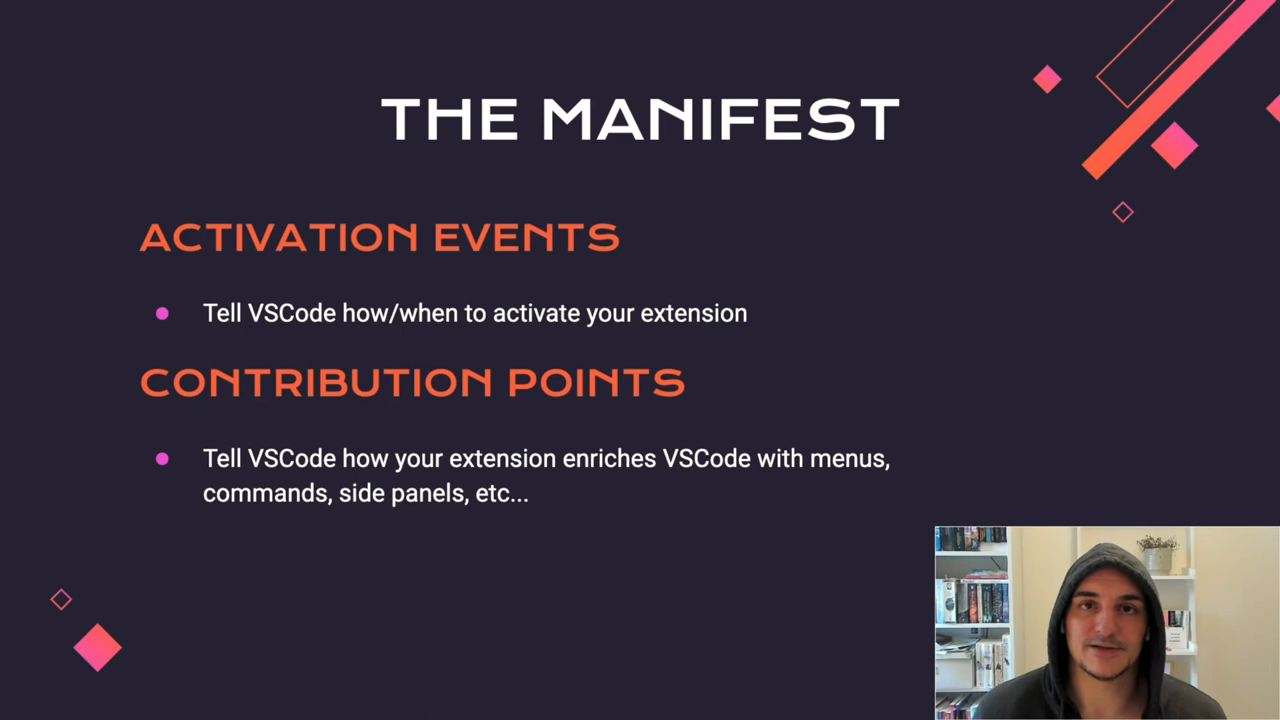 THE MANIFEST
ACTIVATION EVENTS
Tell VSCode how/when to activate your extension
CONTRIBUTION POINTS
Tell VSCode how your extension enriches VSCode with menus,
commands, side panels, etc...